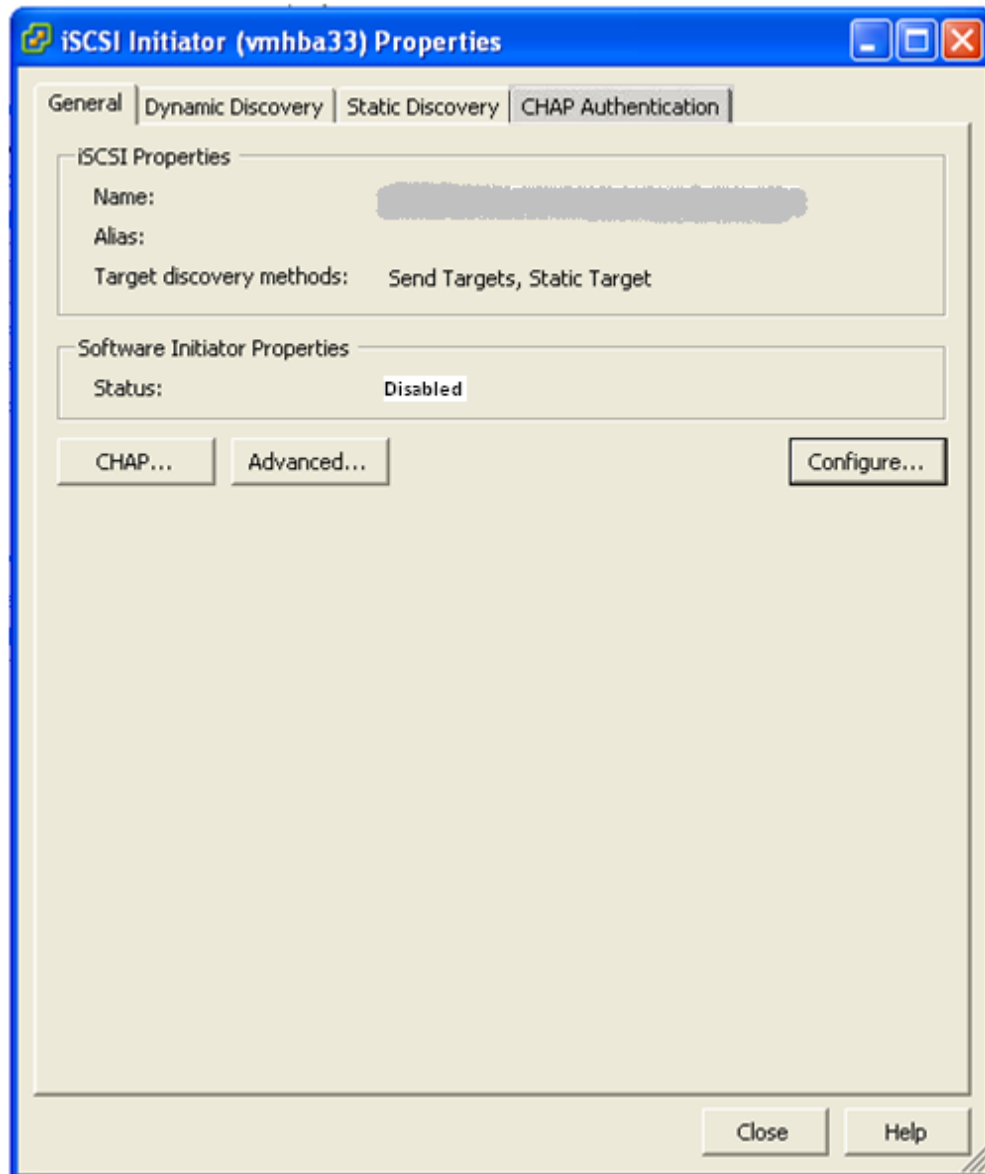 iSCSI Initiator (vmhba33) Properties
General Dynamic Discovery Static Discovery CHAP Authentication
iSCSI Properties
Name:
Alias:
Target discovery methods: Send Targets, Static Target
Software Initiator Properties
Status: Disabled
CHAP... Advanced... Configure...
Close Help